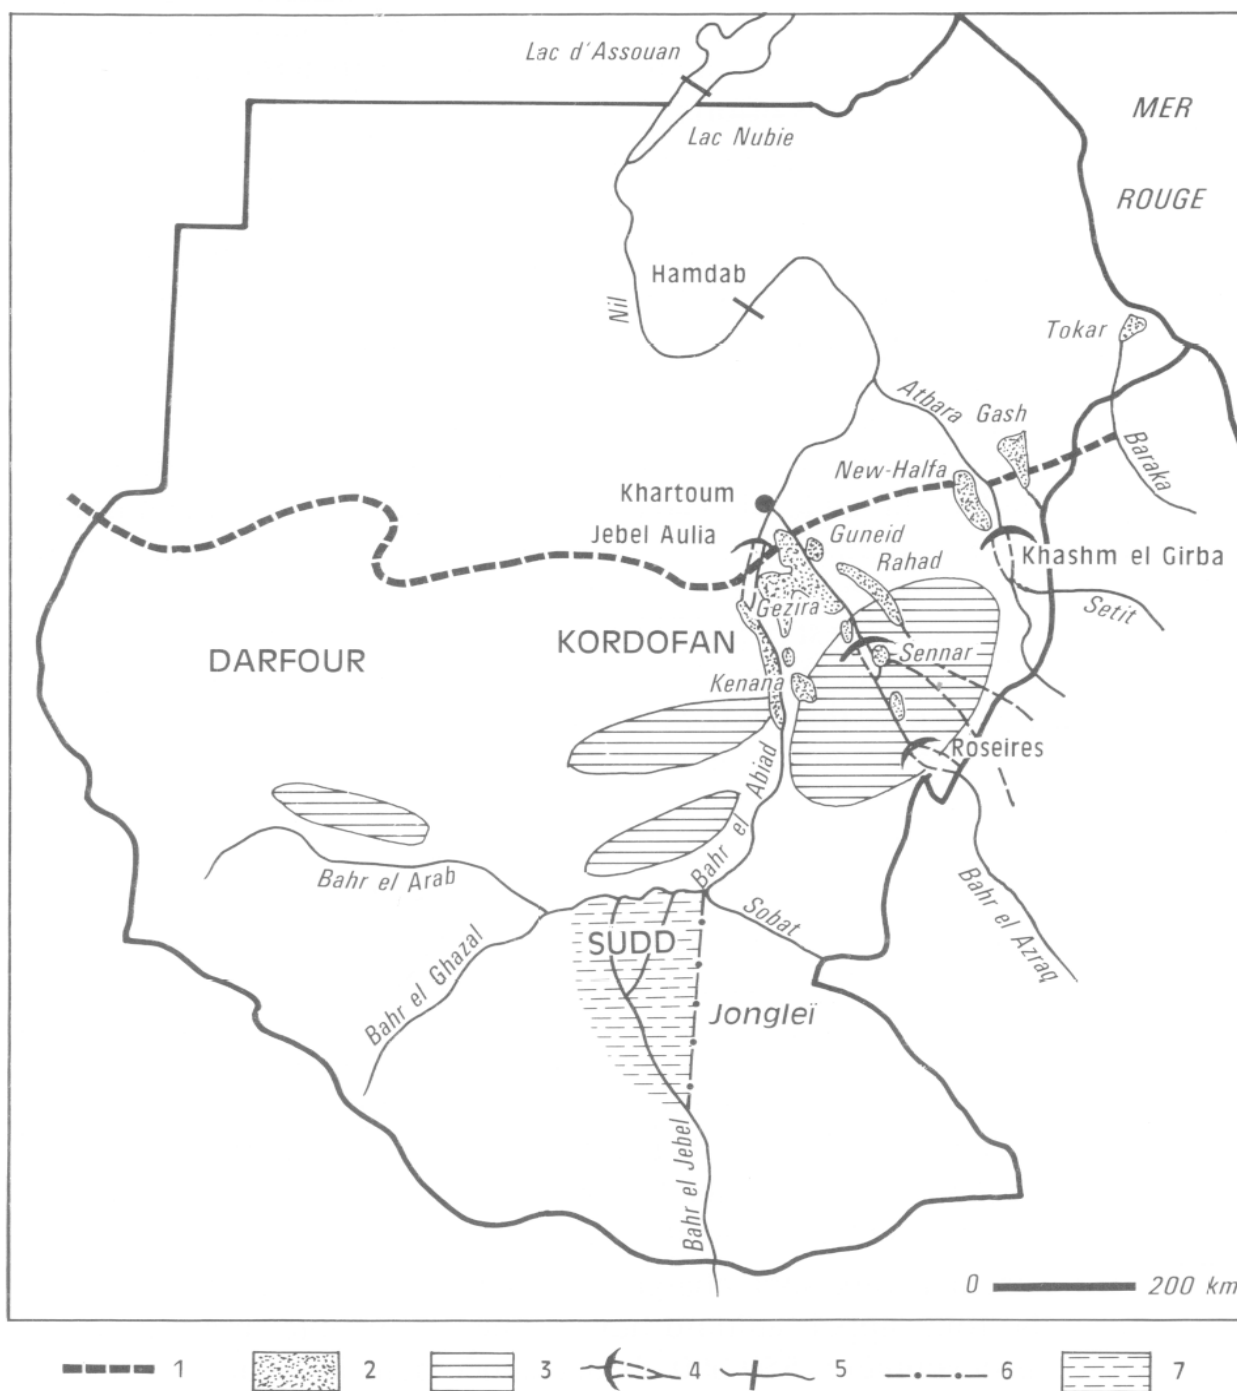 Lac d'Assouan
MER
Lac Nubie
ROUGE
Hamdab
Nil
Tokar
Atbara
Gash
Baraka
New-Halfa
Khartoum
Jebel Aulia
Guneid
Rahad
Khashm el Girba
Gezira
Setit
KORDOFAN
DARFOUR
Sennar
Kenana
Roseires
Bahr el Abiad
Bahr el Arab
Sobat
Bahr el Azraq
SUDD
Bahr el Ghazal
Jongleï
Bahr el Jebel
0 200 km
1 2 3 4 5 6 7